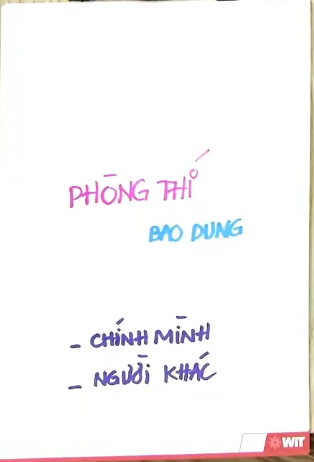 PHÓNG THÍ
BAO DUNG
- CHÍNH MÌNH
- NGƯỜI KHÁC
WIT